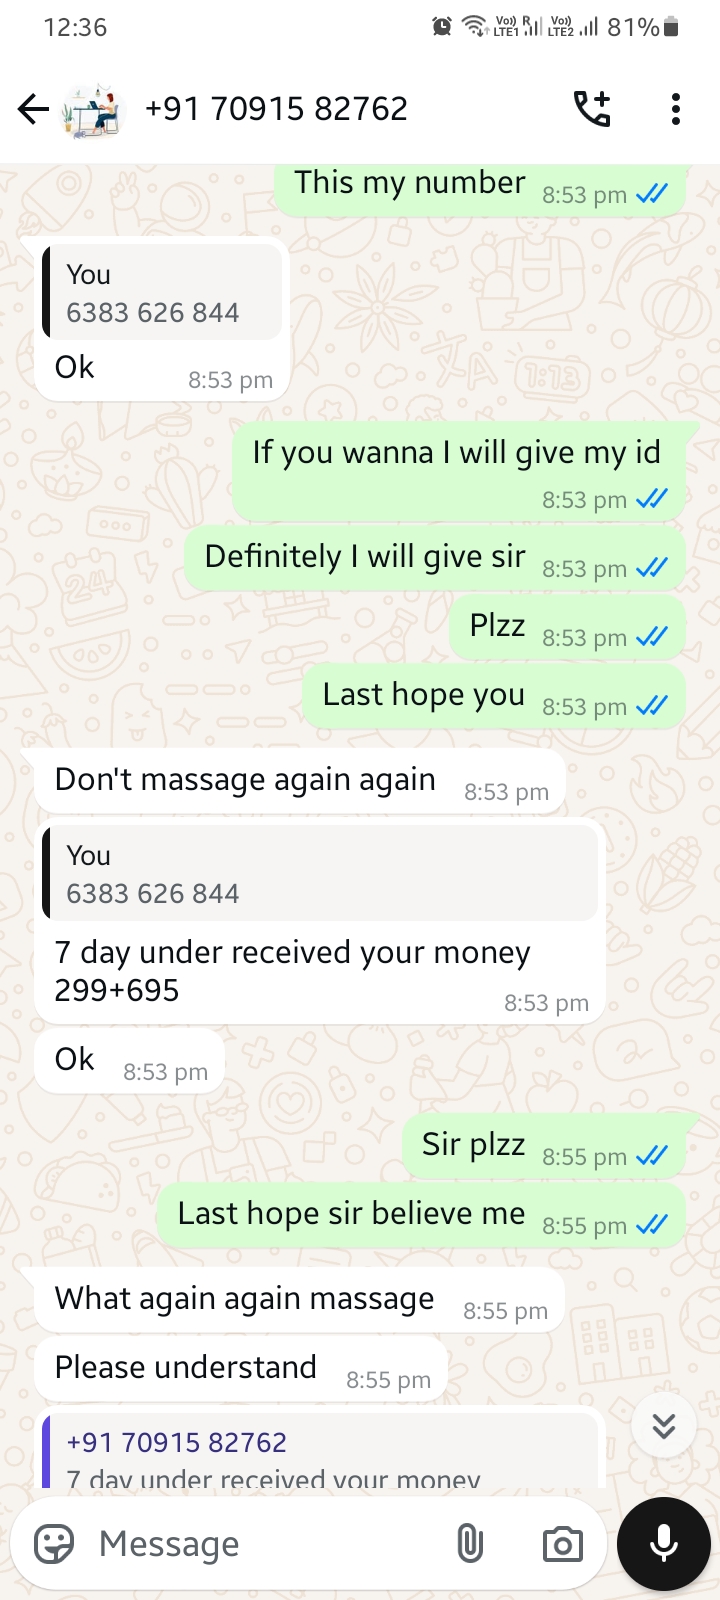 12:36
Vo)) LTE1 R Vo)) LTE2 81%
+91 70915 82762
This my number 8:53 pm
You
6383 626 844
Ok 8:53 pm
If you wanna I will give my id
8:53 pm
Definitely I will give sir 8:53 pm
Plzz 8:53 pm
Last hope you 8:53 pm
Don't massage again again 8:53 pm
You
6383 626 844
7 day under received your money
299+695
8:53 pm
Ok 8:53 pm
Sir plzz 8:55 pm
Last hope sir believe me 8:55 pm
What again again massage 8:55 pm
Please understand 8:55 pm
+91 70915 82762
7 day under received your money
Message